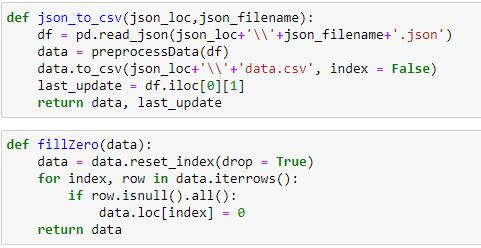 def json_to_csv(json_loc,json_filename):
    df = pd.read_json(json_loc+'\\'+json_filename+'.json')
    data = preprocessData(df)
    data.to_csv(json_loc+'\\'+'data.csv', index = False)
    last_update = df.iloc[0][1]
    return data, last_update
def fillZero(data):
    data = data.reset_index(drop = True)
    for index, row in data.iterrows():
        if row.isnull().all():
            data.loc[index] = 0
    return data